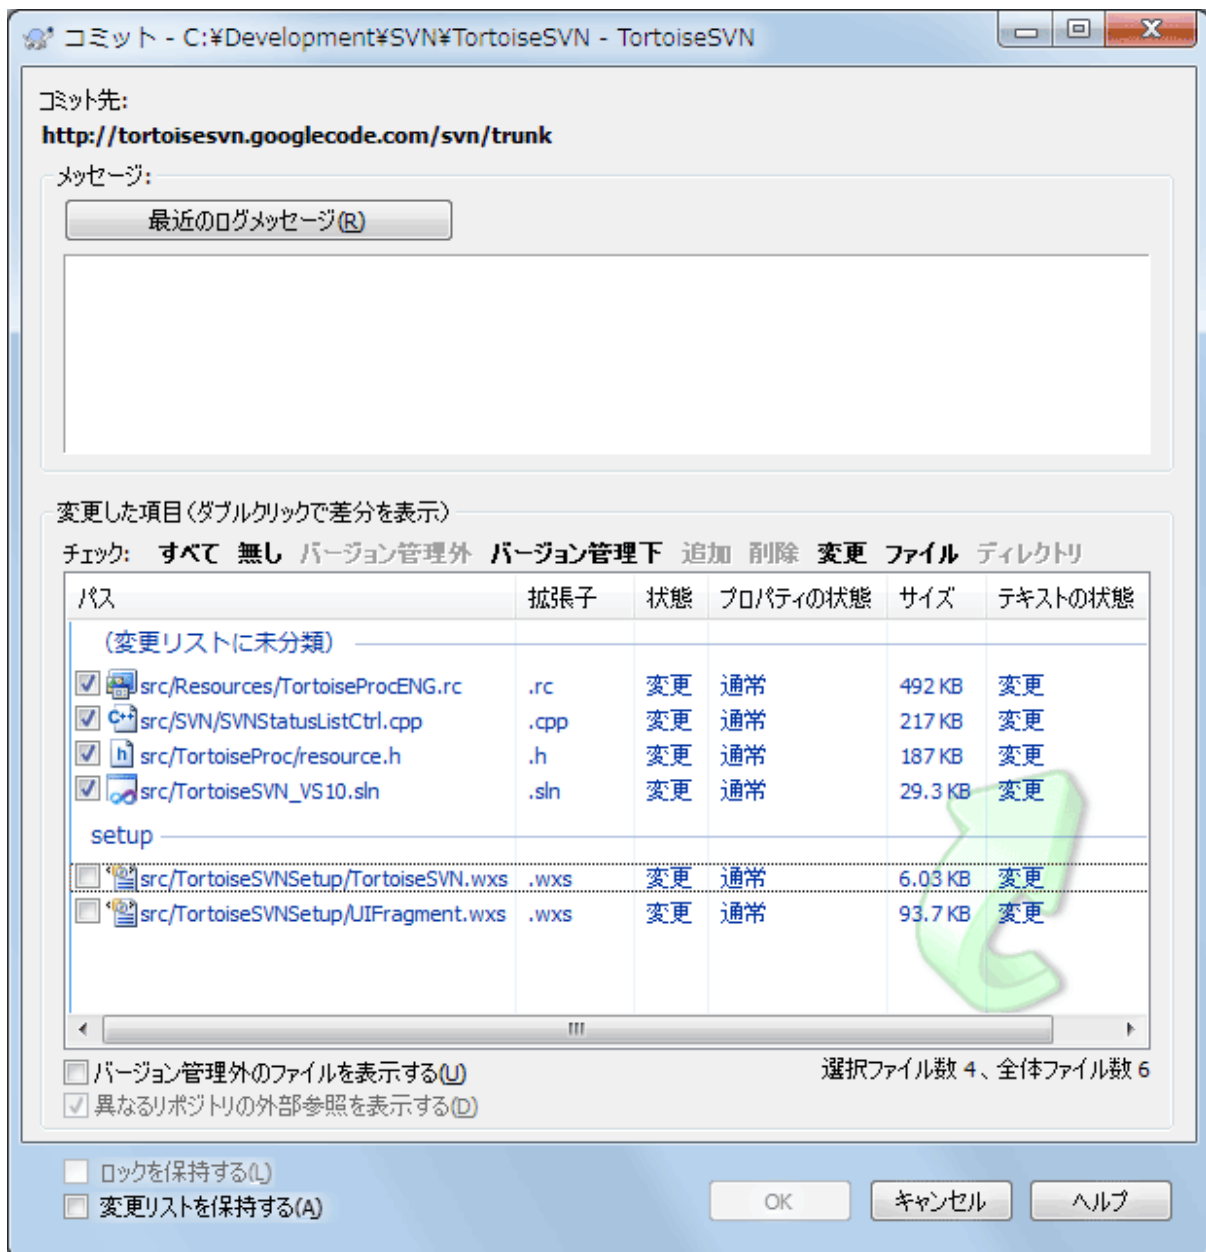 コミット - C:¥Development¥SVN¥TortoiseSVN - TortoiseSVN
コミット先:
http://tortoisesvn.googlecode.com/svn/trunk
メッセージ:
最近のログメッセージ(R)
変更した項目(ダブルクリックで差分を表示)
チェック: すべて 無し バージョン管理外 バージョン管理下 追加 削除 変更 ファイル ディレクトリ
パス 拡張子 状態 プロパティの状態 サイズ テキストの状態
(変更リストに未分類)
src/Resources/TortoiseProcENG.rc .rc 変更 通常 492 KB 変更
src/SVN/SVNStatusListCtrl.cpp .cpp 変更 通常 217 KB 変更
src/TortoiseProc/resource.h .h 変更 通常 187 KB 変更
src/TortoiseSVN_VS10.sln .sln 変更 通常 29.3 KB 変更
setup
src/TortoiseSVNSetup/TortoiseSVN.wxs .wxs 変更 通常 6.03 KB 変更
src/TortoiseSVNSetup/UIFragment.wxs .wxs 変更 通常 93.7 KB 変更
バージョン管理外のファイルを表示する(U)
選択ファイル数 4、全体ファイル数 6
異なるリポジトリの外部参照を表示する(D)
ロックを保持する(L)
変更リストを保持する(A)
OK キャンセル ヘルプ